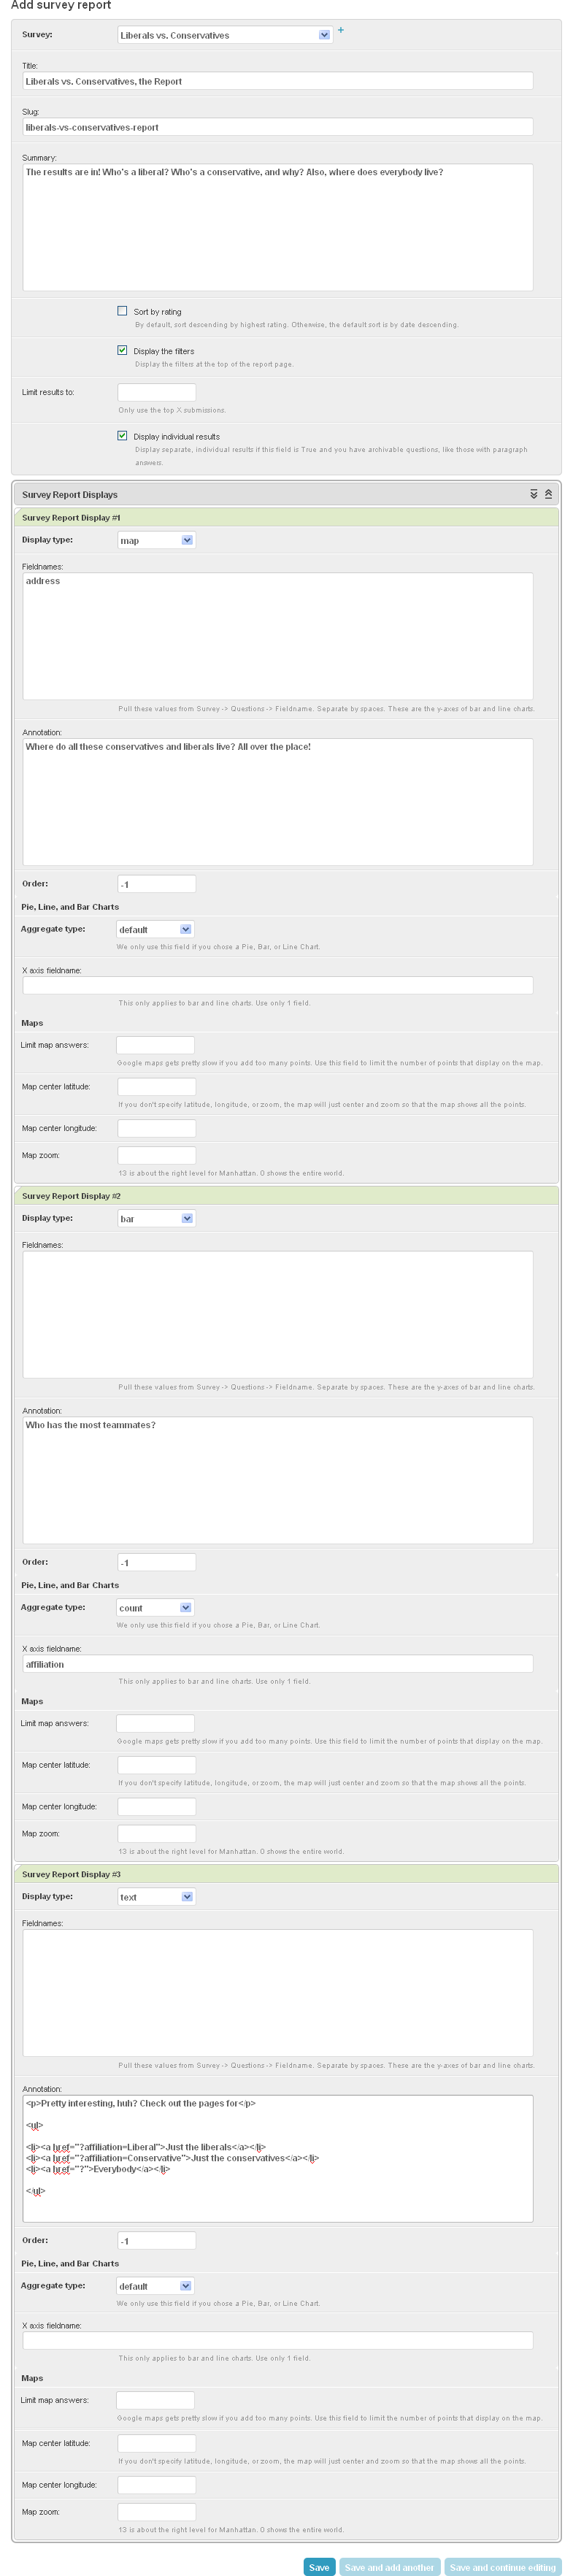 Add survey report
Survey: Liberals vs. Conservatives
Title:
Liberals vs. Conservatives, the Report
Slug:
liberals-vs-conservatives-report
Summary:
The results are in! Who's a liberal? Who's a conservative, and why? Also, where does everybody live?
Sort by rating
By default, sort descending by highest rating. Otherwise, the default sort is by date descending.
Display the filters
Display the filters at the top of the report page.
Limit results to:
Only use the top X submissions.
Display individual results
Display separate, individual results if this field is True and you have archivable questions, like those with paragraph
answers.
Survey Report Displays
Survey Report Display #1
Display type: map
Fieldnames:
address
Pull these values from Survey -> Questions -> Fieldname. Separate by spaces. These are the y-axes of bar and line charts.
Annotation:
Where do all these conservatives and liberals live? All over the place!
Order: -1
Pie, Line, and Bar Charts
Aggregate type: default
We only use this field if you chose a Pie, Bar, or Line Chart.
X axis fieldname:
This only applies to bar and line charts. Use only 1 field.
Maps
Limit map answers:
Google maps gets pretty slow if you add too many points. Use this field to limit the number of points that display on the map.
Map center latitude:
If you don't specify latitude, longitude, or zoom, the map will just center and zoom so that the map shows all the points.
Map center longitude:
Map zoom:
13 is about the right level for Manhattan. 0 shows the entire world.
Survey Report Display #2
Display type: bar
Fieldnames:
Pull these values from Survey -> Questions -> Fieldname. Separate by spaces. These are the y-axes of bar and line charts.
Annotation:
Who has the most teammates?
Order: -1
Pie, Line, and Bar Charts
Aggregate type: count
We only use this field if you chose a Pie, Bar, or Line Chart.
X axis fieldname:
affiliation
This only applies to bar and line charts. Use only 1 field.
Maps
Limit map answers:
Google maps gets pretty slow if you add too many points. Use this field to limit the number of points that display on the map.
Map center latitude:
If you don't specify latitude, longitude, or zoom, the map will just center and zoom so that the map shows all the points.
Map center longitude:
Map zoom:
13 is about the right level for Manhattan. 0 shows the entire world.
Survey Report Display #3
Display type: text
Fieldnames:
Pull these values from Survey -> Questions -> Fieldname. Separate by spaces. These are the y-axes of bar and line charts.
Annotation:
<p>Pretty interesting, huh? Check out the pages for</p>
<ul>
<li><a href="?affiliation=Liberal">Just the liberals</a></li>
<li><a href="?affiliation=Conservative">Just the conservatives</a></li>
<li><a href="?">Everybody</a></li>
</ul>
Order: -1
Pie, Line, and Bar Charts
Aggregate type: default
We only use this field if you chose a Pie, Bar, or Line Chart.
X axis fieldname:
This only applies to bar and line charts. Use only 1 field.
Maps
Limit map answers:
Google maps gets pretty slow if you add too many points. Use this field to limit the number of points that display on the map.
Map center latitude:
If you don't specify latitude, longitude, or zoom, the map will just center and zoom so that the map shows all the points.
Map center longitude:
Map zoom:
13 is about the right level for Manhattan. 0 shows the entire world.
Save Save and add another Save and continue editing